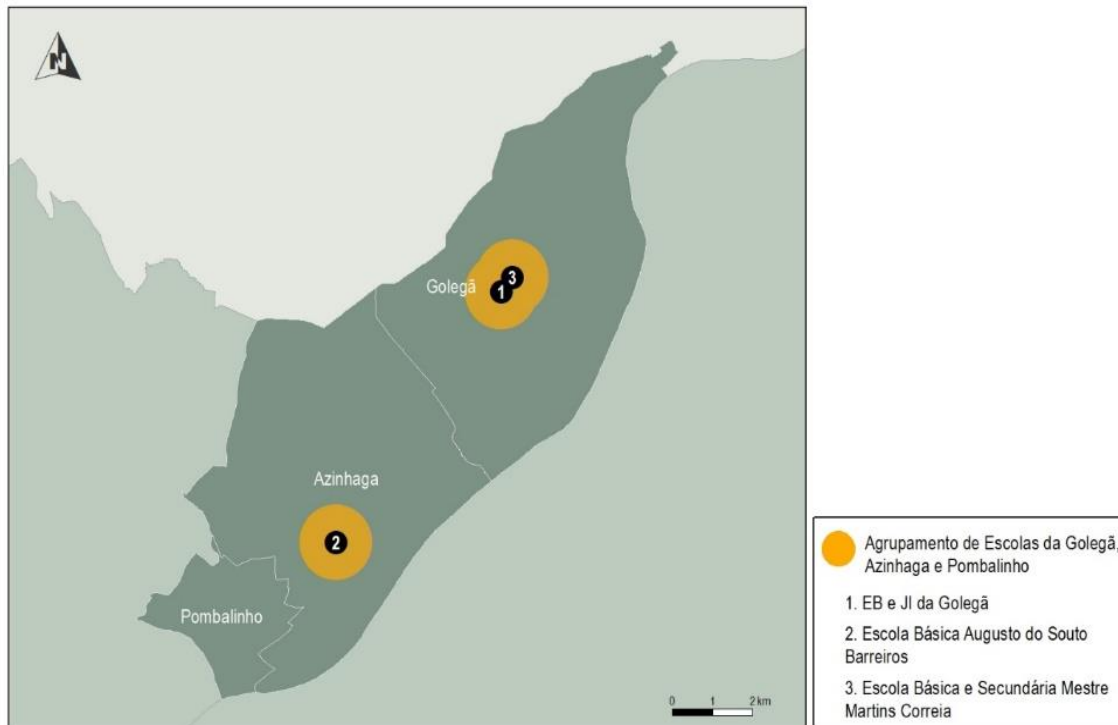 N
Golegã
3
1
Azinhaga
2
Pombalinho
0 1 2 km
Agrupamento de Escolas da Golegã,
Azinhaga e Pombalinho
1. EB e JI da Golegã
2. Escola Básica Augusto do Souto
Barreiros
3. Escola Básica e Secundária Mestre
Martins Correia